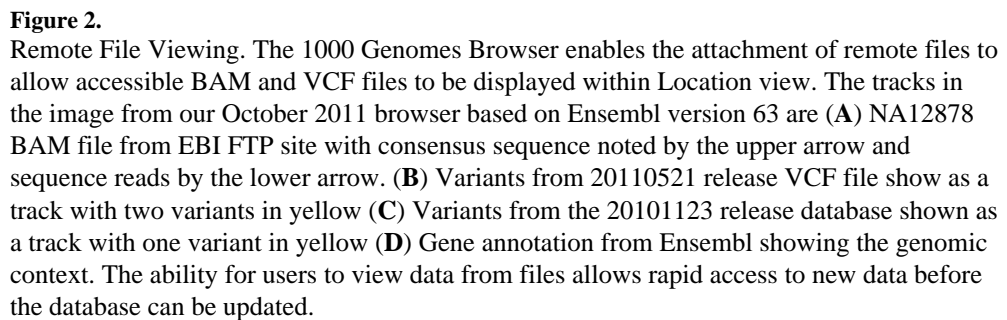 Figure 2.
Remote File Viewing. The 1000 Genomes Browser enables the attachment of remote files to
allow accessible BAM and VCF files to be displayed within Location view. The tracks in
the image from our October 2011 browser based on Ensembl version 63 are (A) NA12878
BAM file from EBI FTP site with consensus sequence noted by the upper arrow and
sequence reads by the lower arrow. (B) Variants from 20110521 release VCF file show as a
track with two variants in yellow (C) Variants from the 20101123 release database shown as
a track with one variant in yellow (D) Gene annotation from Ensembl showing the genomic
context. The ability for users to view data from files allows rapid access to new data before
the database can be updated.